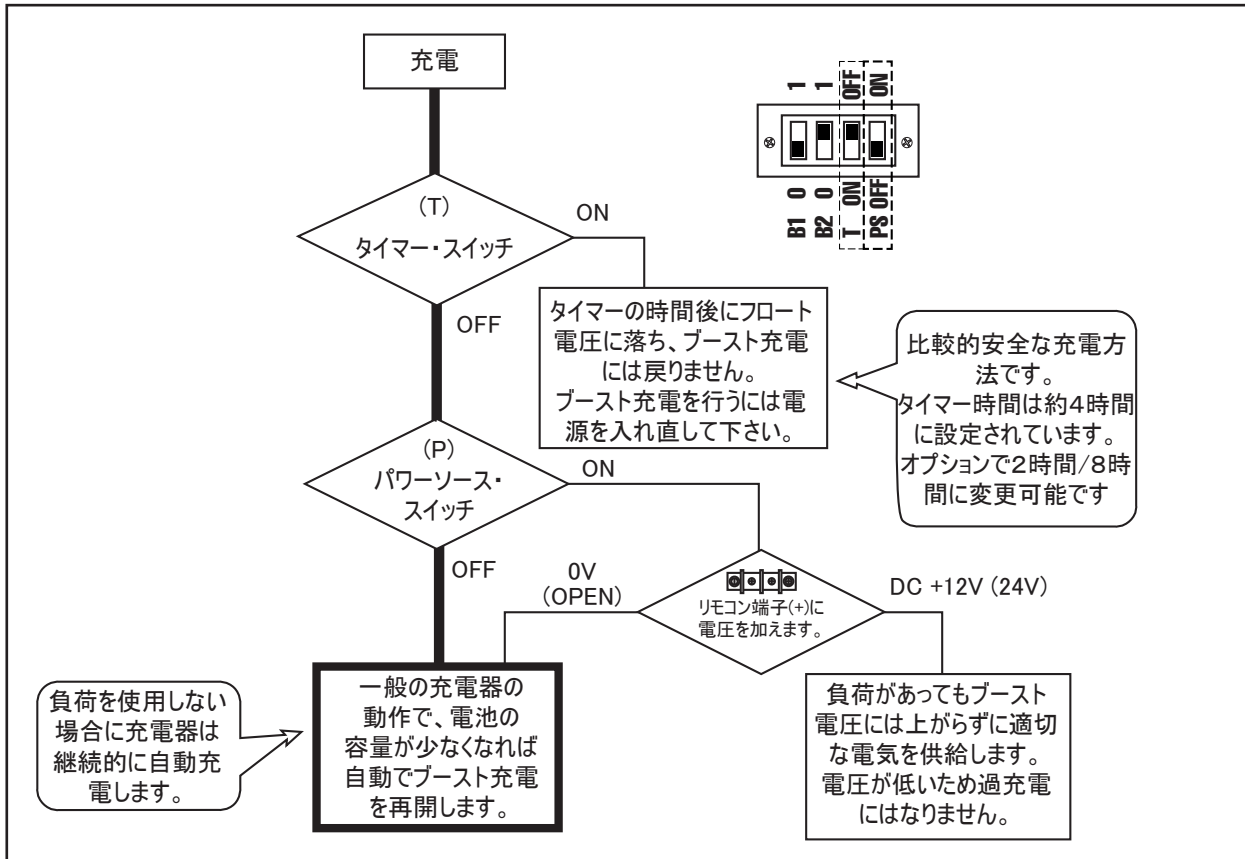 充電
1 1 OFF ON
B1 0
B2 0
T ON
PS OFF
(T)
タイマー・スイッチ
ON
OFF
タイマーの時間後にフロート
電圧に落ち、ブースト充電
には戻りません。
ブースト充電を行うには電
源を入れ直して下さい。
比較的安全な充電方
法です。
タイマー時間は約4時間
に設定されています。
オプションで2時間/8時
間に変更可能です
(P)
パワーソース・
スイッチ
ON
OFF
0V
(OPEN)
リモコン端子(+)に
電圧を加えます。
DC +12V (24V)
負荷を使用しない
場合に充電器は
継続的に自動充
電します。
一般の充電器の
動作で、電池の
容量が少なくなれば
自動でブースト充電
を再開します。
負荷があってもブースト
電圧には上がらずに適切
な電気を供給します。
電圧が低いため過充電
にはなりません。